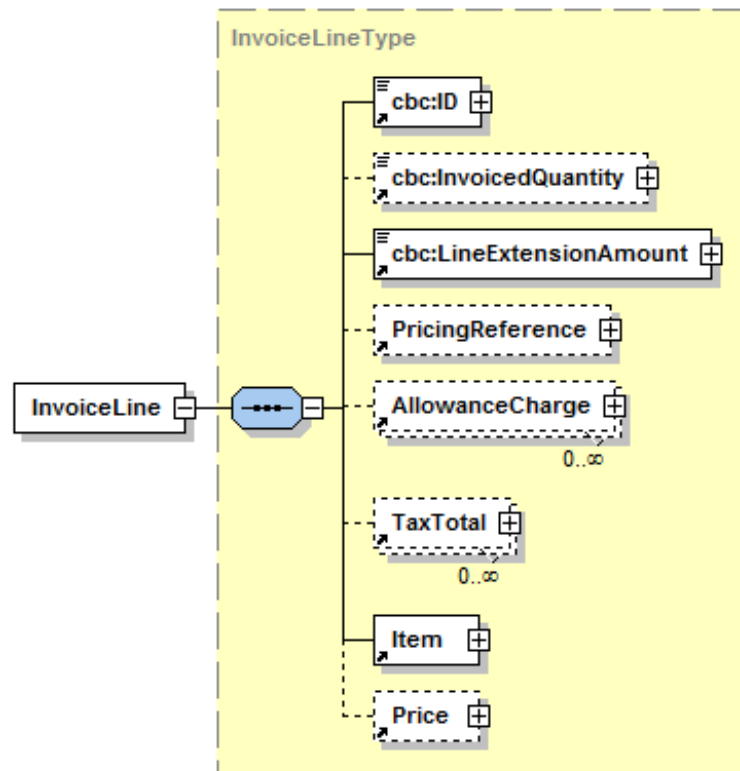 InvoiceLineType
cbc:ID
cbc:InvoicedQuantity
cbc:LineExtensionAmount
PricingReference
InvoiceLine
AllowanceCharge
0..∞
TaxTotal
0..∞
Item
Price